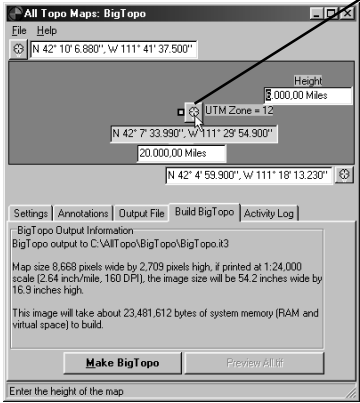 All Topo Maps: BigTopo
File Help
N 42° 10' 6.880", W 111° 41' 37.500"
Height
6.000,00 Miles
UTM Zone = 12
N 42° 7' 33.990", W 111° 29' 54.900"
20.000,00 Miles
N 42° 4' 59.900", W 111° 18' 13.230"
Settings Annotations Output File Build BigTopo Activity Log
BigTopo Output Information
BigTopo output to C:\AllTopo\BigTopo\BigTopo.it3
Map size 8,668 pixels wide by 2,709 pixels high, if printed at 1:24,000
scale (2.64 inch/mile, 160 DPI), the image size will be 54.2 inches wide by
16.9 inches high.
This image will take about 23,481,612 bytes of system memory (RAM and
virtual space) to build.
Make BigTopo Preview All tif
Enter the height of the map